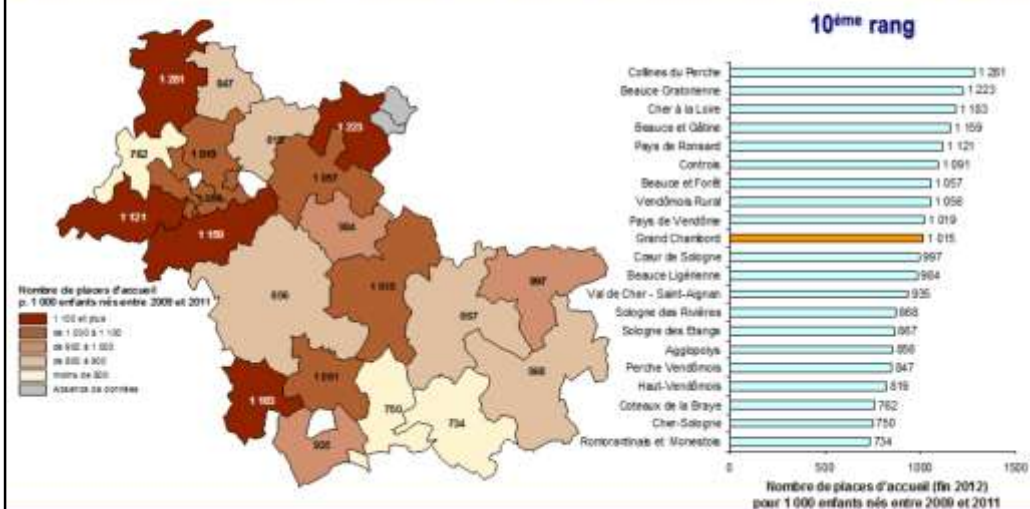 10ème rang
Collines du Perche 1 281
Beauce Oratorienne 1 223
Cher à la Loire 1 183
Beauce et Gâtine 1 159
Pays de Ronsard 1 121
Controis 1 091
Beauce et Forêt 1 057
Vendômois Rural 1 056
Pays de Vendôme 1 019
Grand Chambord 1 015
Cœur de Sologne 997
Beauce Ligérienne 984
Val de Cher - Saint-Aignan 935
Sologne des Rivières 868
Sologne des Etangs 867
Agglopolys 856
Perche Vendômois 847
Haut-Vendômois 819
Coteaux de la Braye 762
Cher-Sologne 750
Romorantinais et Monestois 734
0 500 1000 1500
Nombre de places d'accueil (fin 2012)
pour 1 000 enfants nés entre 2009 et 2011
1 281
847
819
1 223
762
1 019
1 057
1 056
1 121
1 159
984
856
1 015
997
867
868
1 091
1 183
750
734
935
Nombre de places d'accueil
p. 1 000 enfants nés entre 2009 et 2011
1 100 et plus
de 1 000 à 1 100
de 900 à 1 000
de 800 à 900
moins de 800
Absence de données